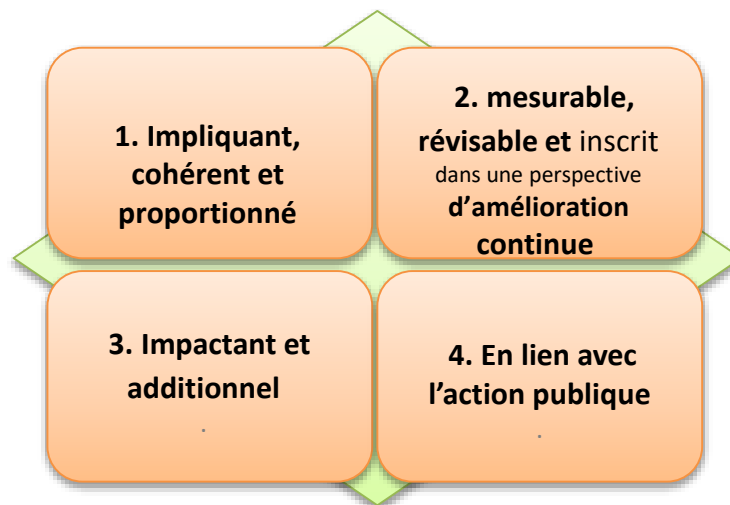 1. Impliquant,
cohérent et
proportionné
2. mesurable,
révisable et inscrit
dans une perspective
d’amélioration
continue
3. Impactant et
additionnel
.
4. En lien avec
l’action publique
.